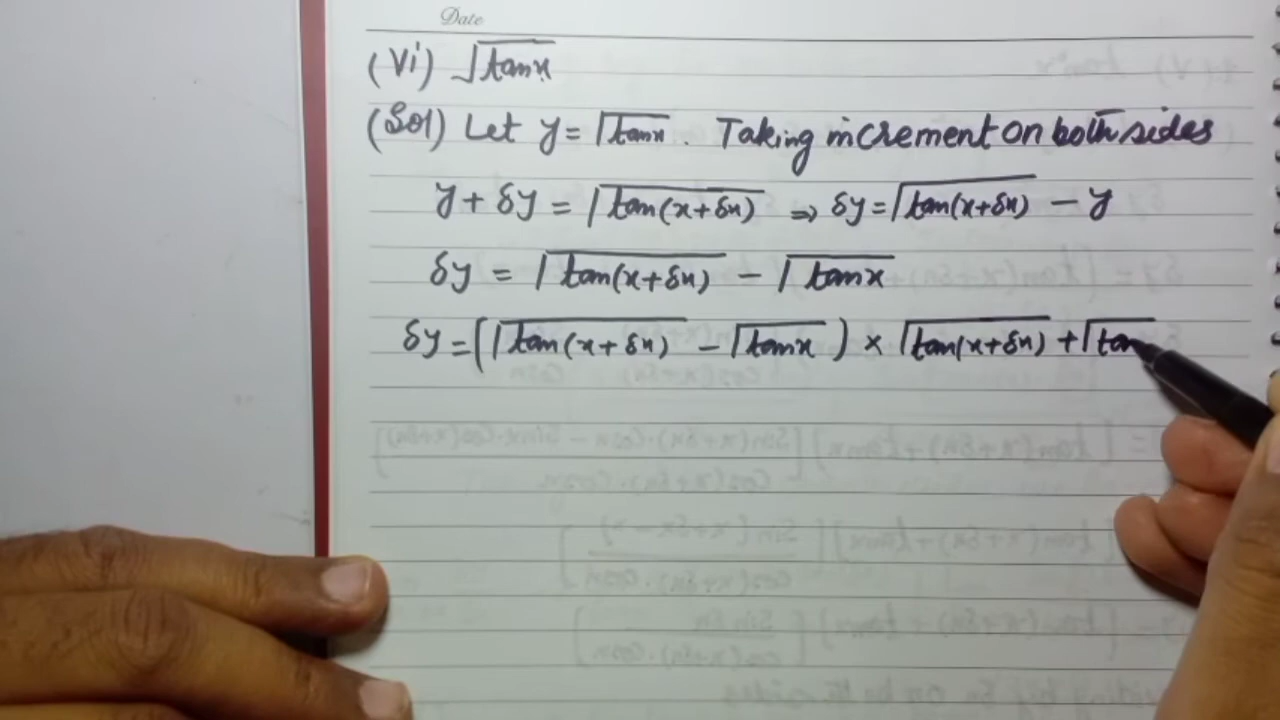 Date
(Vi) √tanx
(Sol) Let y = √tanx . Taking increment on both sides
y + δy = √tan(x+δx) ⇒ δy = √tan(x+δx) − y
δy = √tan(x+δx) − √tanx
δy = (√tan(x+δx) − √tanx) × √tan(x+δx) + √tan